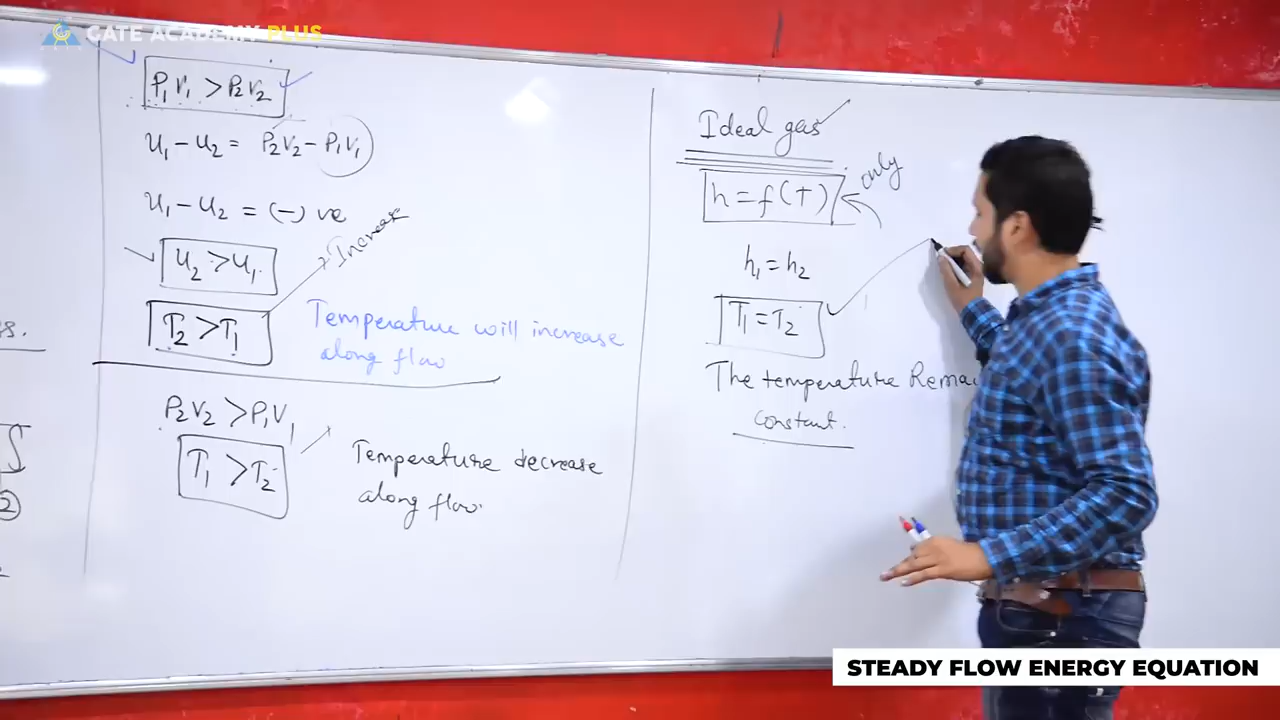 GATE ACADEMY PLUS
P₁V₁ > P₂V₂
u₁ - u₂ = P₂V₂ - P₁V₁
u₁ - u₂ = (-) ve
u₂ > u₁
T₂ > T₁
Increase
Temperature will increase
along flow
P₂V₂ > P₁V₁
T₁ > T₂
Temperature decrease
along flow.
2
Ideal gas
h = f(T)
only
h₁ = h₂
T₁ = T₂
The temperature Remai
constant.
STEADY FLOW ENERGY EQUATION